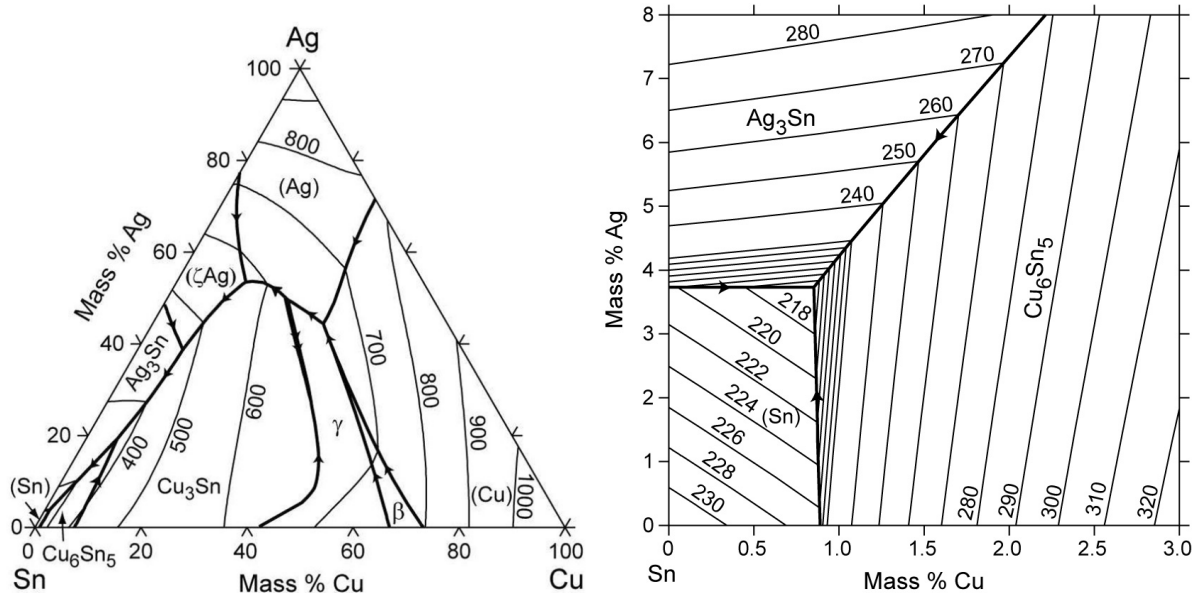 Ag
100
800
80
(Ag)
Mass % Ag
60
(ζAg)
40
Ag₃Sn
700
600
800
γ
20
400
500
900
(Sn)
Cu₃Sn
(Cu)
1000
β
0
0
20
40
60
80
100
Cu₆Sn₅
Sn
Mass % Cu
Cu
8
280
7
270
Ag₃Sn
260
6
250
5
240
Mass % Ag
4
Cu₆Sn₅
218
3
220
222
2
224
(Sn)
226
1
228
230
280
290
300
310
320
0
0
0.5
1.0
1.5
2.0
2.5
3.0
Sn
Mass % Cu